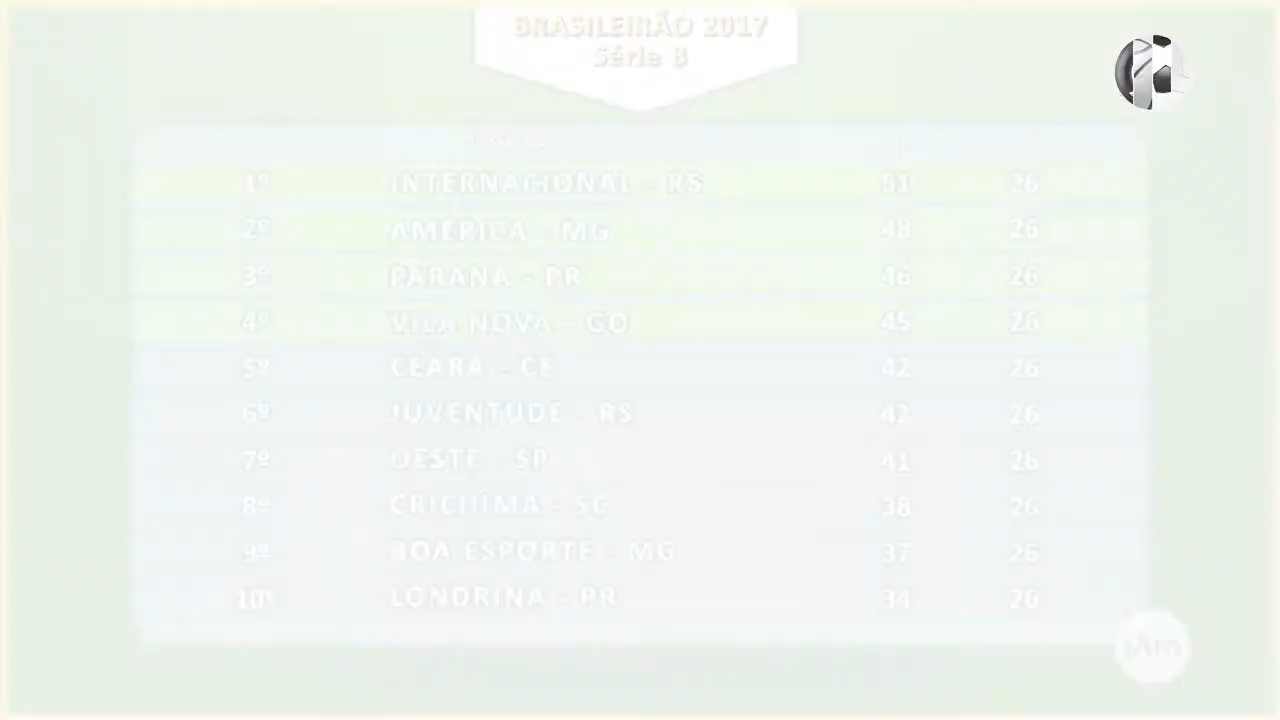 BRASILEIRÃO 2017
Série B
1º INTERNACIONAL - RS 51 26
2º AMÉRICA - MG 48 26
3º PARANÁ - PR 46 26
4º VILA NOVA - GO 45 26
5º CEARÁ - CE 42 26
6º JUVENTUDE - RS 42 26
7º OESTE - SP 41 26
8º CRICIÚMA - SC 38 26
9º BOA ESPORTE - MG 37 26
10º LONDRINA - PR 34 26